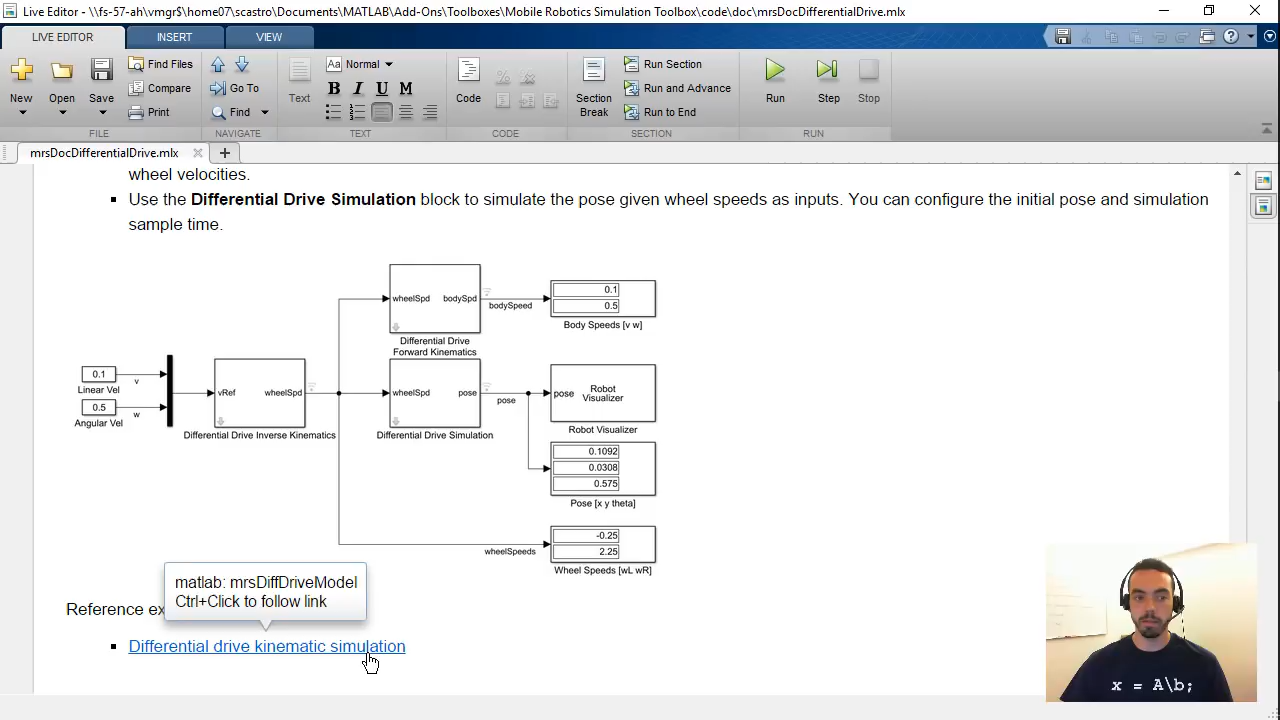 Live Editor - \\fs-57-ah\vmgr$\home07\scastro\Documents\MATLAB\Add-Ons\Toolboxes\Mobile Robotics Simulation Toolbox\code\doc\mrsDocDifferentialDrive.mlx
LIVE EDITOR INSERT VIEW
New Open Save Find Files Compare Print
FILE
Go To Find
NAVIGATE
Text Aa Normal B I U M
TEXT
Code
CODE
Section Break Run Section Run and Advance Run to End
SECTION
Run Step Stop
RUN
mrsDocDifferentialDrive.mlx
wheel velocities.
Use the Differential Drive Simulation block to simulate the pose given wheel speeds as inputs. You can configure the initial pose and simulation
sample time.
wheelSpd bodySpd
Differential Drive
Forward Kinematics
bodySpeed
0.1
0.5
Body Speeds [v w]
0.1
Linear Vel
v
0.5
Angular Vel
w
vRef wheelSpd
Differential Drive Inverse Kinematics
wheelSpd pose
Differential Drive Simulation
pose
pose Robot
Visualizer
Robot Visualizer
0.1092
0.0308
0.575
Pose [x y theta]
wheelSpeeds
-0.25
2.25
Wheel Speeds [wL wR]
matlab: mrsDiffDriveModel
Ctrl+Click to follow link
Reference ex
Differential drive kinematic simulation
x = A\b;